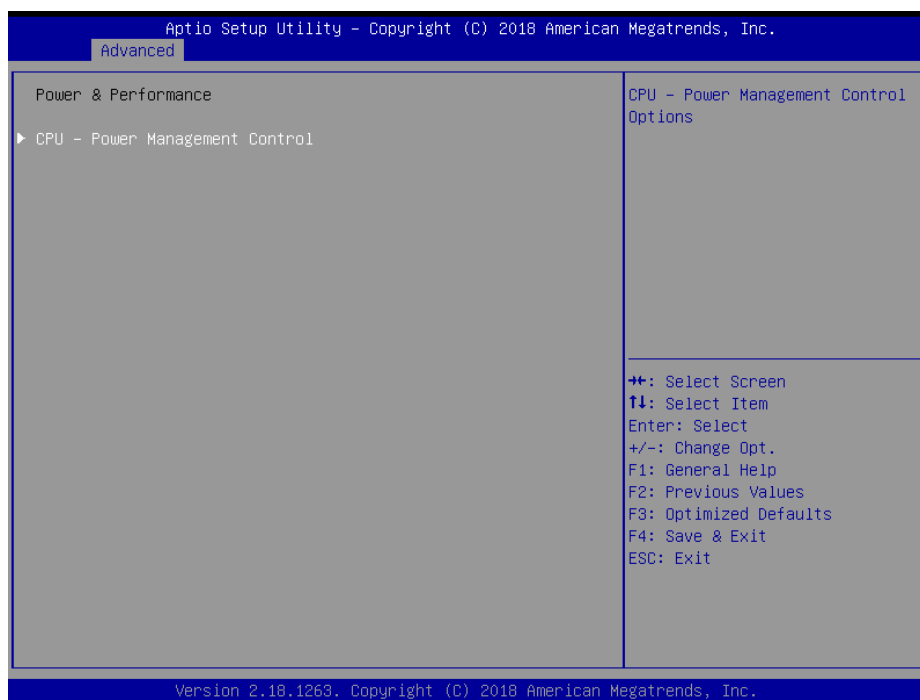 Aptio Setup Utility – Copyright (C) 2018 American Megatrends, Inc.
Advanced
Power & Performance
▶ CPU – Power Management Control
CPU – Power Management Control
Options
→←: Select Screen
↑↓: Select Item
Enter: Select
+/-: Change Opt.
F1: General Help
F2: Previous Values
F3: Optimized Defaults
F4: Save & Exit
ESC: Exit
Version 2.18.1263. Copyright (C) 2018 American Megatrends, Inc.